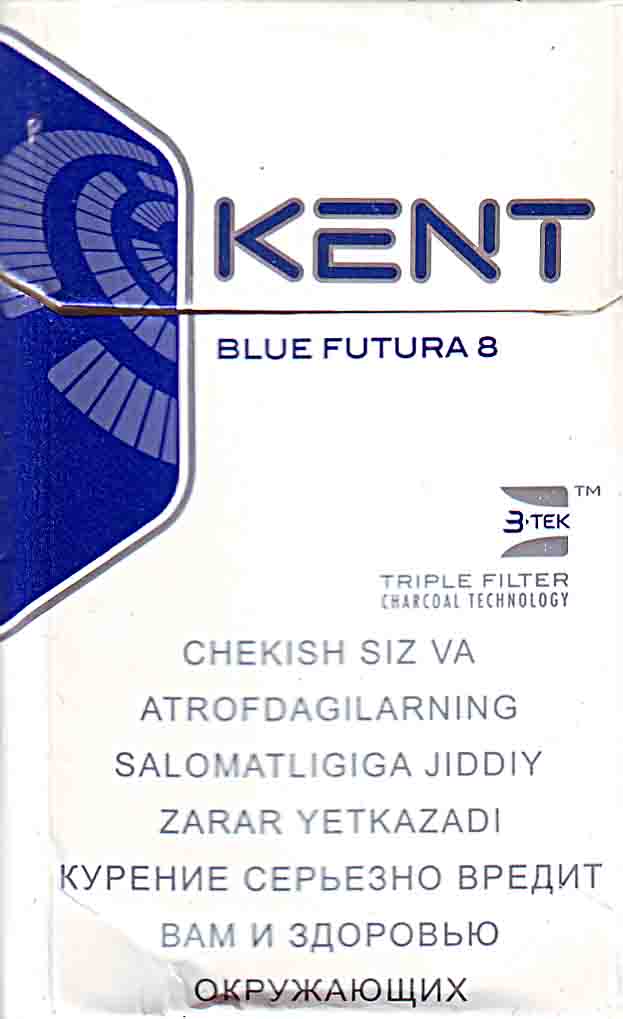 KENT
BLUE FUTURA 8
TM
3·TEK
TRIPLE FILTER
CHARCOAL TECHNOLOGY
CHEKISH SIZ VA
ATROFDAGILARNING
SALOMATLIGIGA JIDDIY
ZARAR YETKAZADI
КУРЕНИЕ СЕРЬЕЗНО ВРЕДИТ
ВАМ И ЗДОРОВЬЮ
ОКРУЖАЮЩИХ